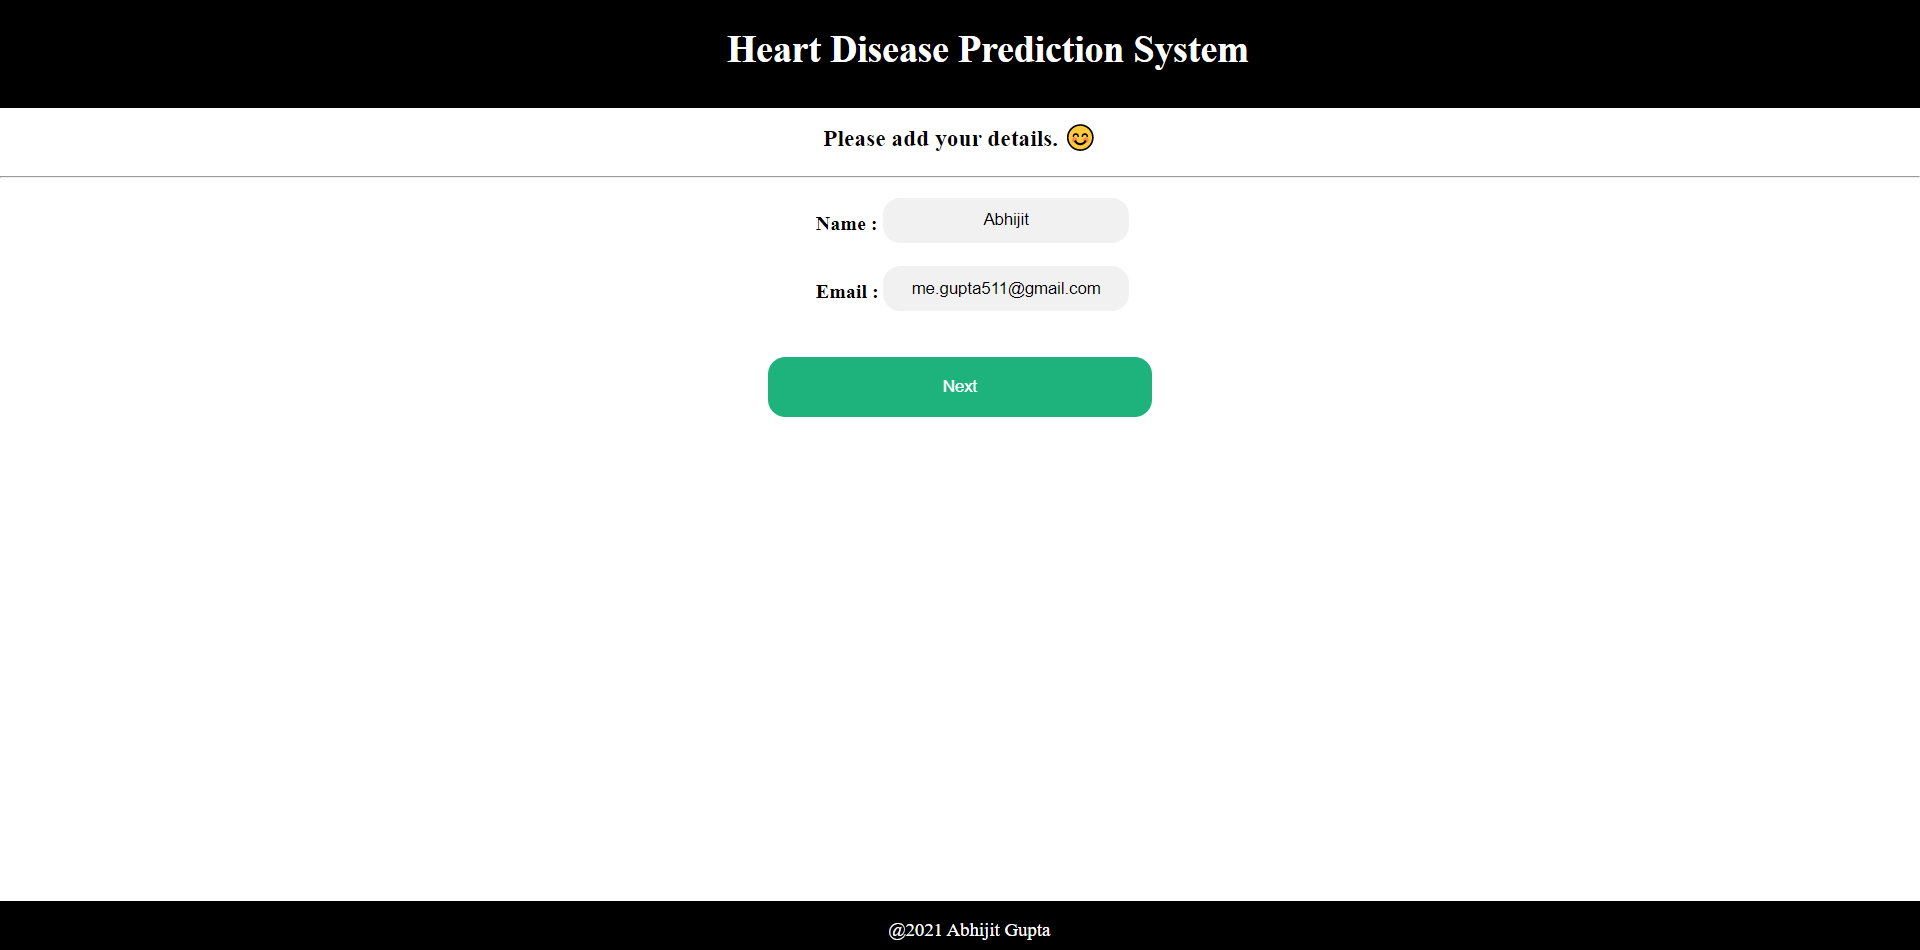 Heart Disease Prediction System
Please add your details. 😊
Name : Abhijit
Email : me.gupta511@gmail.com
Next
@2021 Abhijit Gupta